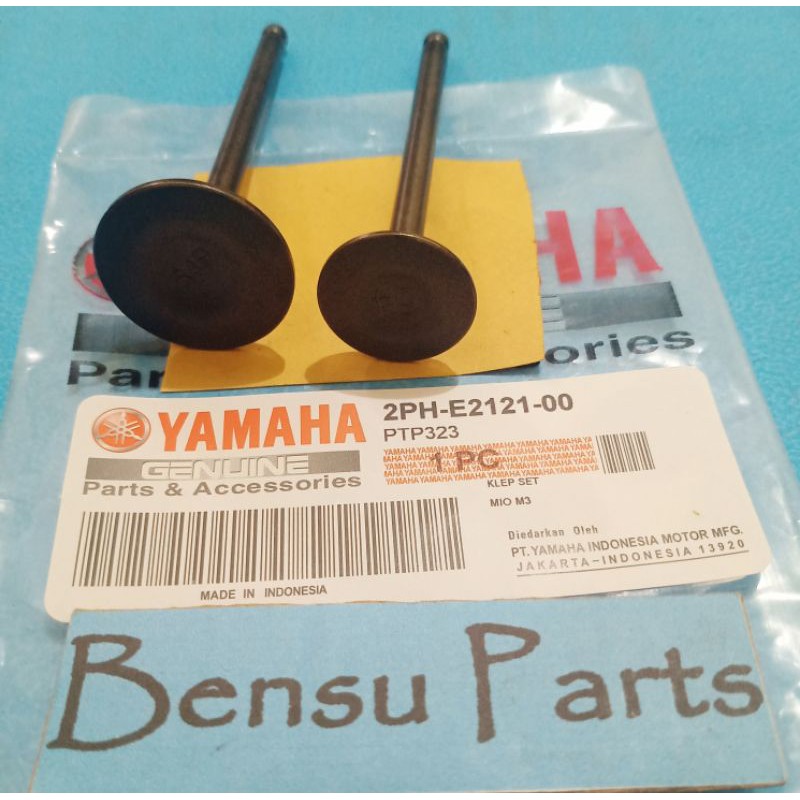 YAMAHA
Parts & Accessories
YAMAHA
GENUINE
Parts & Accessories
2PH-E2121-00
PTP323
1 PC
KLEP SET
MIO M3
Diedarkan Oleh
PT. YAMAHA INDONESIA MOTOR MFG.
JAKARTA-INDONESIA 13920
MADE IN INDONESIA
Bensu Parts